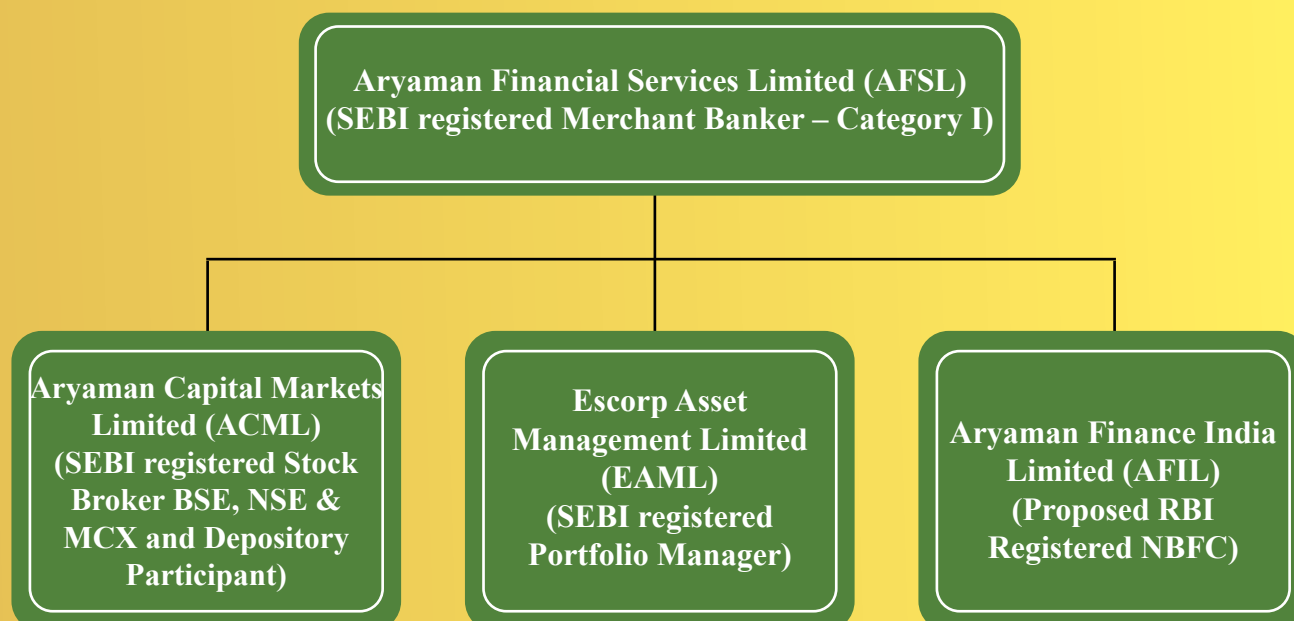 Aryaman Financial Services Limited (AFSL)
(SEBI registered Merchant Banker – Category I)
Aryaman Capital Markets
Limited (ACML)
(SEBI registered Stock
Broker BSE, NSE &
MCX and Depository
Participant)
Escorp Asset
Management Limited
(EAML)
(SEBI registered
Portfolio Manager)
Aryaman Finance India
Limited (AFIL)
(Proposed RBI
Registered NBFC)